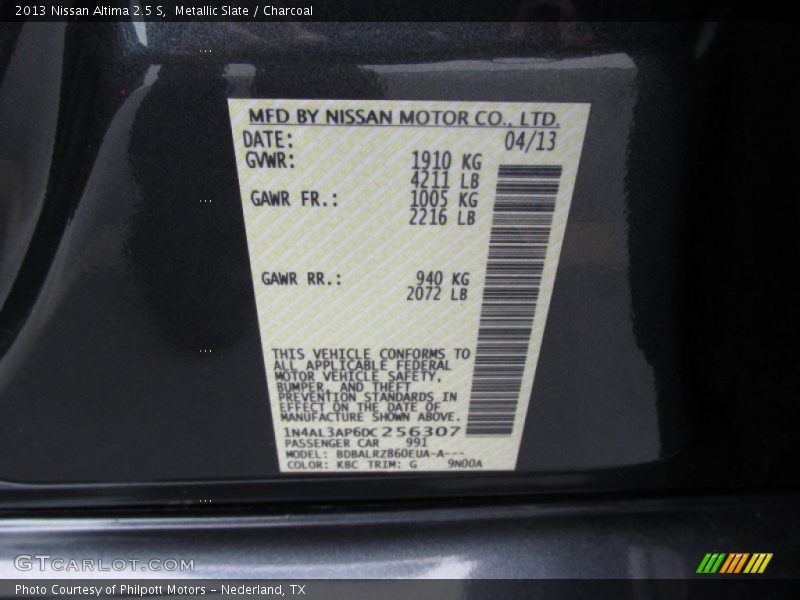 2013 Nissan Altima 2.5 S, Metallic Slate / Charcoal
MFD BY NISSAN MOTOR CO., LTD.
DATE: 04/13
GVWR: 1910 KG
4211 LB
GAWR FR.: 1005 KG
2216 LB
GAWR RR.: 940 KG
2072 LB
THIS VEHICLE CONFORMS TO
ALL APPLICABLE FEDERAL
MOTOR VEHICLE SAFETY,
BUMPER, AND THEFT
PREVENTION STANDARDS IN
EFFECT ON THE DATE OF
MANUFACTURE SHOWN ABOVE.
1N4AL3AP6DC256307
PASSENGER CAR 991
MODEL: BDBALRZ860EUA-A---
COLOR: KBC TRIM: G 9N00A
GTCARLOT.COM
Photo Courtesy of Philpott Motors - Nederland, TX